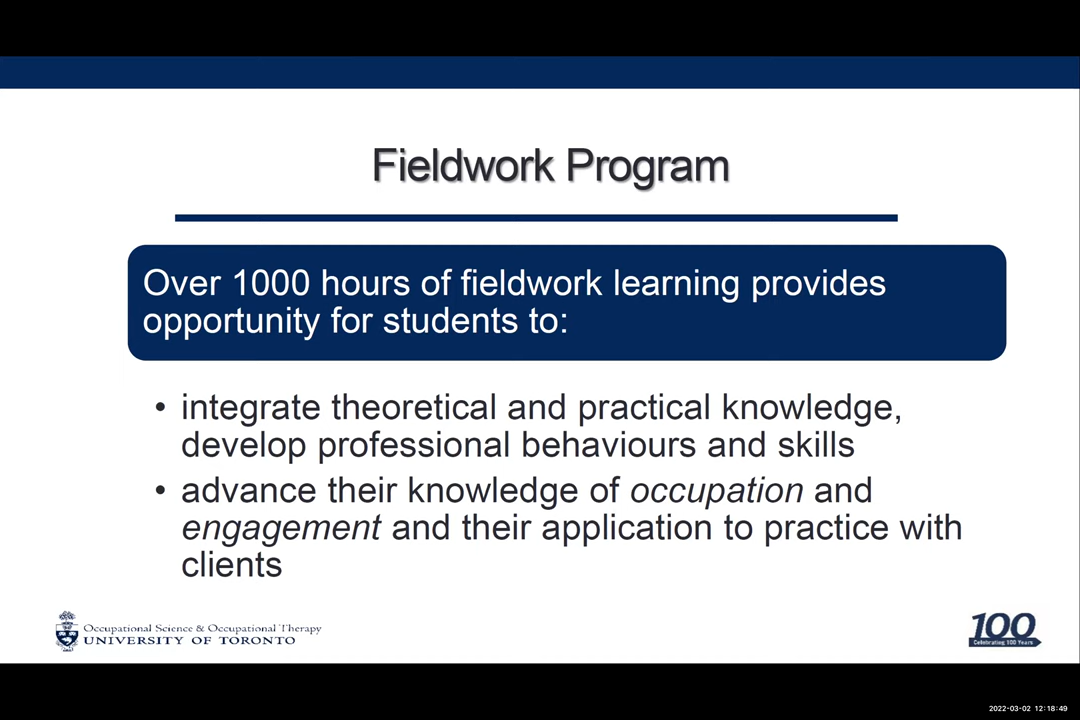 Fieldwork Program
Over 1000 hours of fieldwork learning provides
opportunity for students to:
• integrate theoretical and practical knowledge,
develop professional behaviours and skills
• advance their knowledge of occupation and
engagement and their application to practice with
clients
Occupational Science & Occupational Therapy
UNIVERSITY OF TORONTO
100
Celebrating 100 Years
2022-03-02 12:18:49